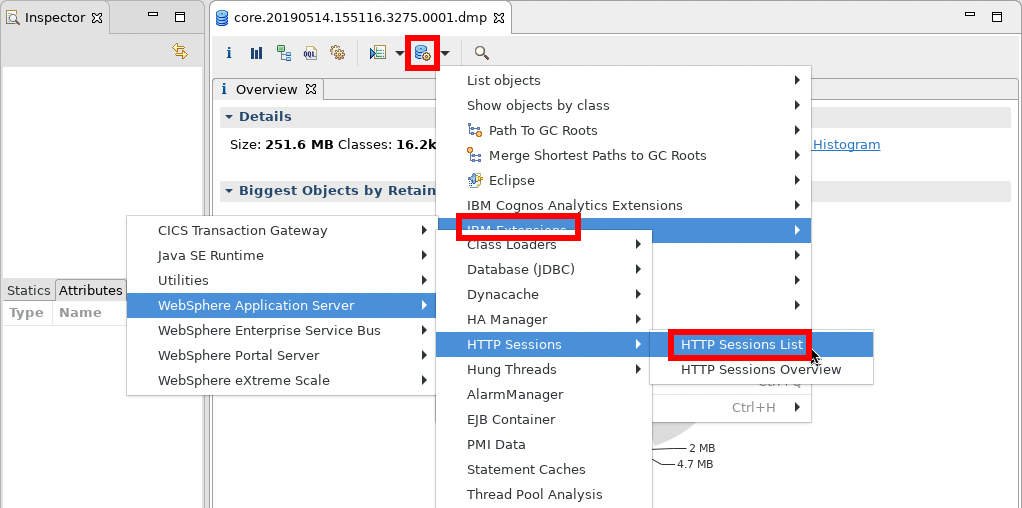 Inspector
core.20190514.155116.3275.0001.dmp
i
OQL
i Overview
Details
Size: 251.6 MB Classes: 16.2k
Histogram
Biggest Objects by Retain
List objects
Show objects by class
Path To GC Roots
Merge Shortest Paths to GC Roots
Eclipse
IBM Cognos Analytics Extensions
IBM Extensions
CICS Transaction Gateway
Java SE Runtime
Utilities
WebSphere Application Server
WebSphere Enterprise Service Bus
WebSphere Portal Server
WebSphere eXtreme Scale
Class Loaders
Database (JDBC)
Dynacache
HA Manager
HTTP Sessions
Hung Threads
AlarmManager
EJB Container
PMI Data
Statement Caches
Thread Pool Analysis
HTTP Sessions List
HTTP Sessions Overview
Ctrl+H
Statics Attributes
Type Name
2 MB
4.7 MB